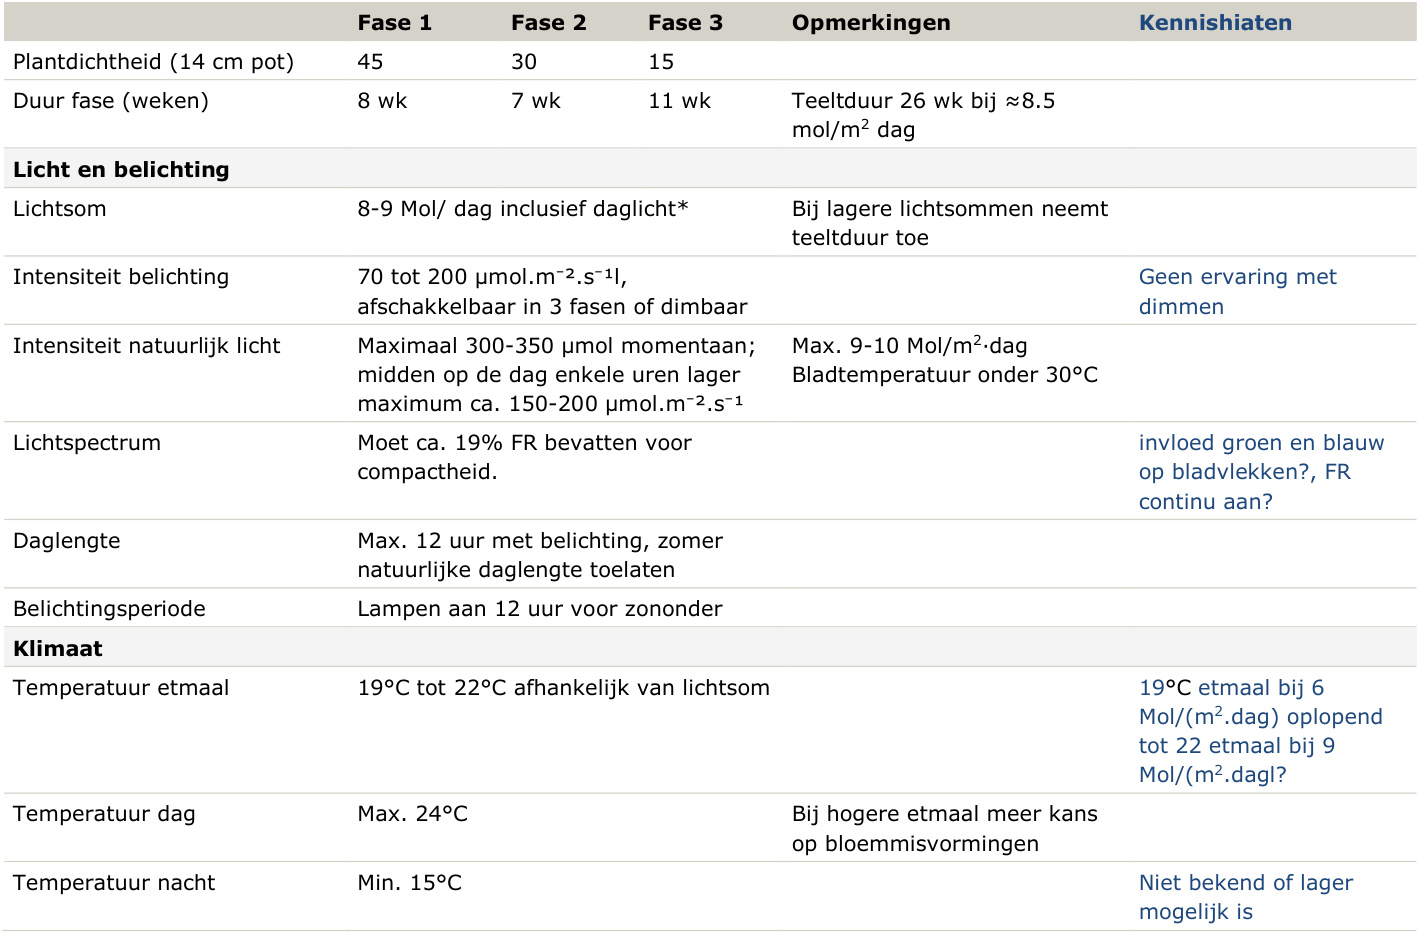 Fase 1 Fase 2 Fase 3 Opmerkingen Kennishiaten
Plantdichtheid (14 cm pot) 45 30 15
Duur fase (weken) 8 wk 7 wk 11 wk Teeltduur 26 wk bij ≈8.5
mol/m² dag
Licht en belichting
Lichtsom 8-9 Mol/ dag inclusief daglicht* Bij lagere lichtsommen neemt
teeltduur toe
Intensiteit belichting 70 tot 200 µmol.m⁻².s⁻¹l, Geen ervaring met
afschakkelbaar in 3 fasen of dimbaar dimmen
Intensiteit natuurlijk licht Maximaal 300-350 µmol momentaan; Max. 9-10 Mol/m²·dag
midden op de dag enkele uren lager Bladtemperatuur onder 30°C
maximum ca. 150-200 µmol.m⁻².s⁻¹
Lichtspectrum Moet ca. 19% FR bevatten voor invloed groen en blauw
compactheid. op bladvlekken?, FR
continu aan?
Daglengte Max. 12 uur met belichting, zomer
natuurlijke daglengte toelaten
Belichtingsperiode Lampen aan 12 uur voor zononder
Klimaat
Temperatuur etmaal 19°C tot 22°C afhankelijk van lichtsom 19°C etmaal bij 6
Mol/(m².dag) oplopend
tot 22 etmaal bij 9
Mol/(m².dagl?
Temperatuur dag Max. 24°C Bij hogere etmaal meer kans
op bloemmisvormingen
Temperatuur nacht Min. 15°C Niet bekend of lager
mogelijk is